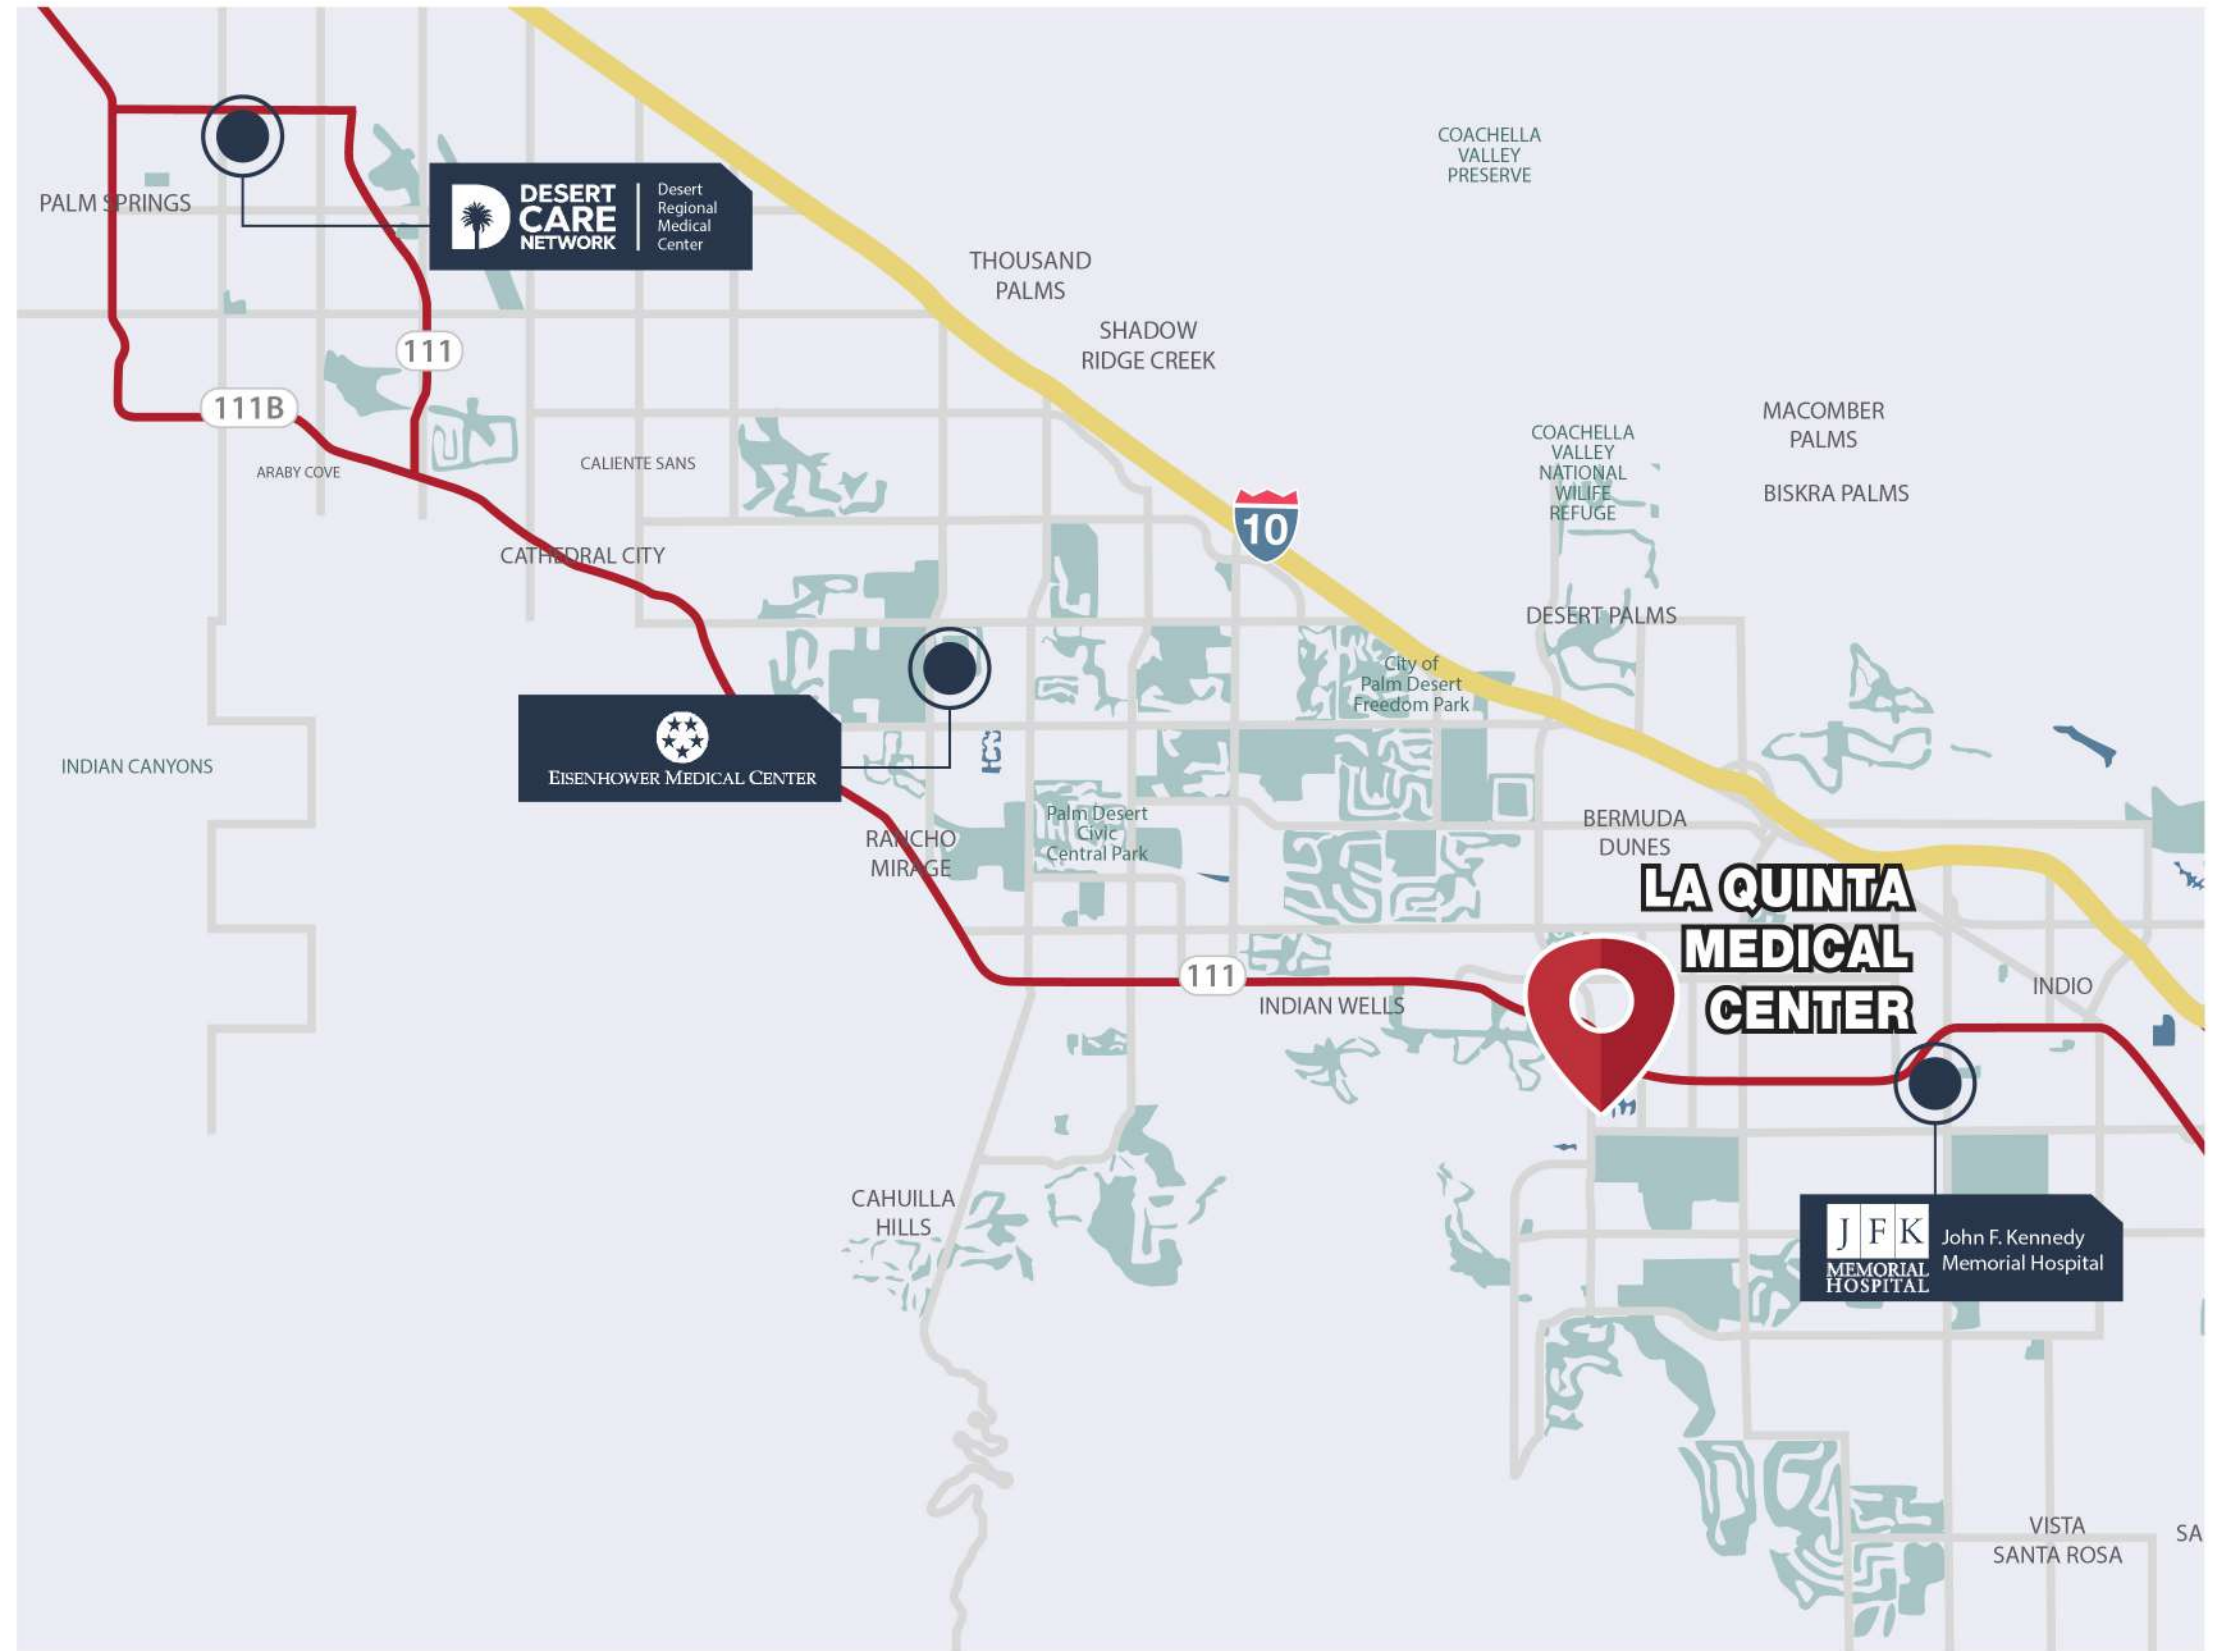 COACHELLA
VALLEY
PRESERVE
PALM SPRINGS
DESERT
CARE
NETWORK
Desert
Regional
Medical
Center
THOUSAND
PALMS
SHADOW
RIDGE CREEK
111
111B
ARABY COVE
CALIENTE SANS
COACHELLA
VALLEY
NATIONAL
WILIFE
REFUGE
MACOMBER
PALMS
BISKRA PALMS
10
CATHEDRAL CITY
DESERT PALMS
City of
Palm Desert
Freedom Park
INDIAN CANYONS
EISENHOWER MEDICAL CENTER
RANCHO
MIRAGE
Palm Desert
Civic
Central Park
BERMUDA
DUNES
LA QUINTA
MEDICAL
CENTER
111
INDIAN WELLS
INDIO
CAHUILLA
HILLS
JFK
MEMORIAL
HOSPITAL
John F. Kennedy
Memorial Hospital
VISTA
SANTA ROSA
SA